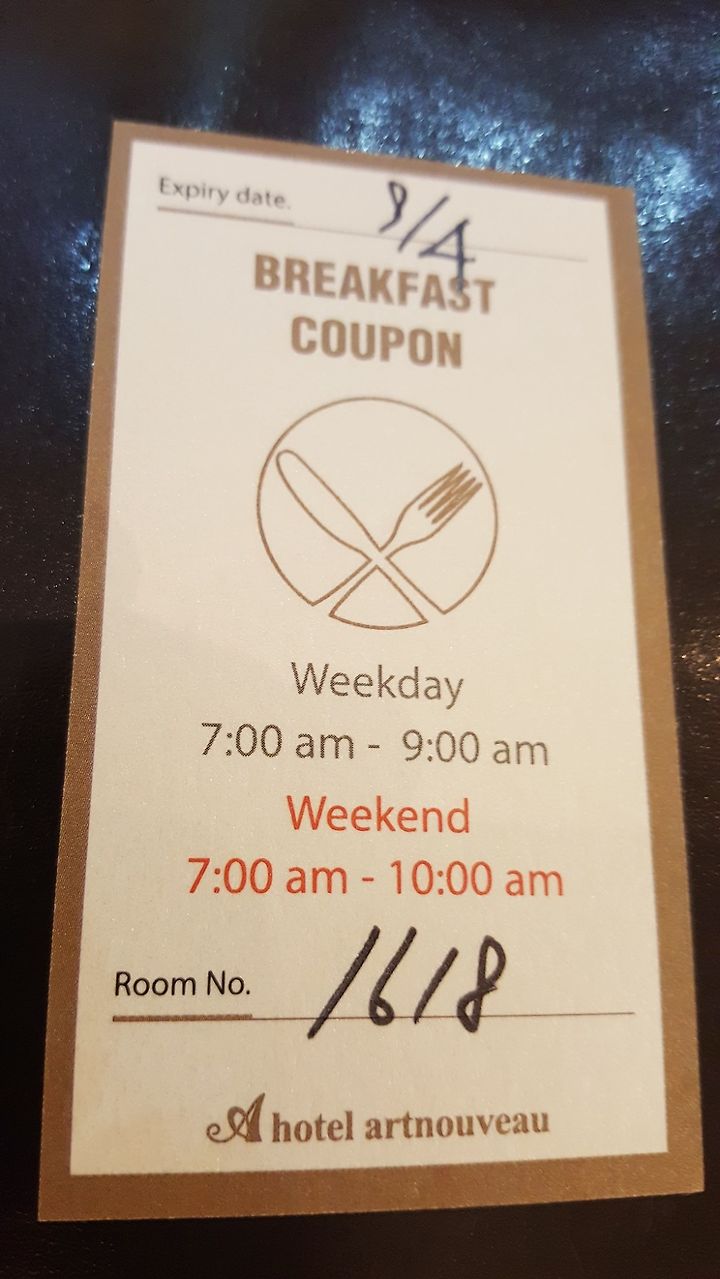 Expiry date. 9/4
BREAKFAST
COUPON
Weekday
7:00 am - 9:00 am
Weekend
7:00 am - 10:00 am
Room No. 1618
A hotel artnouveau